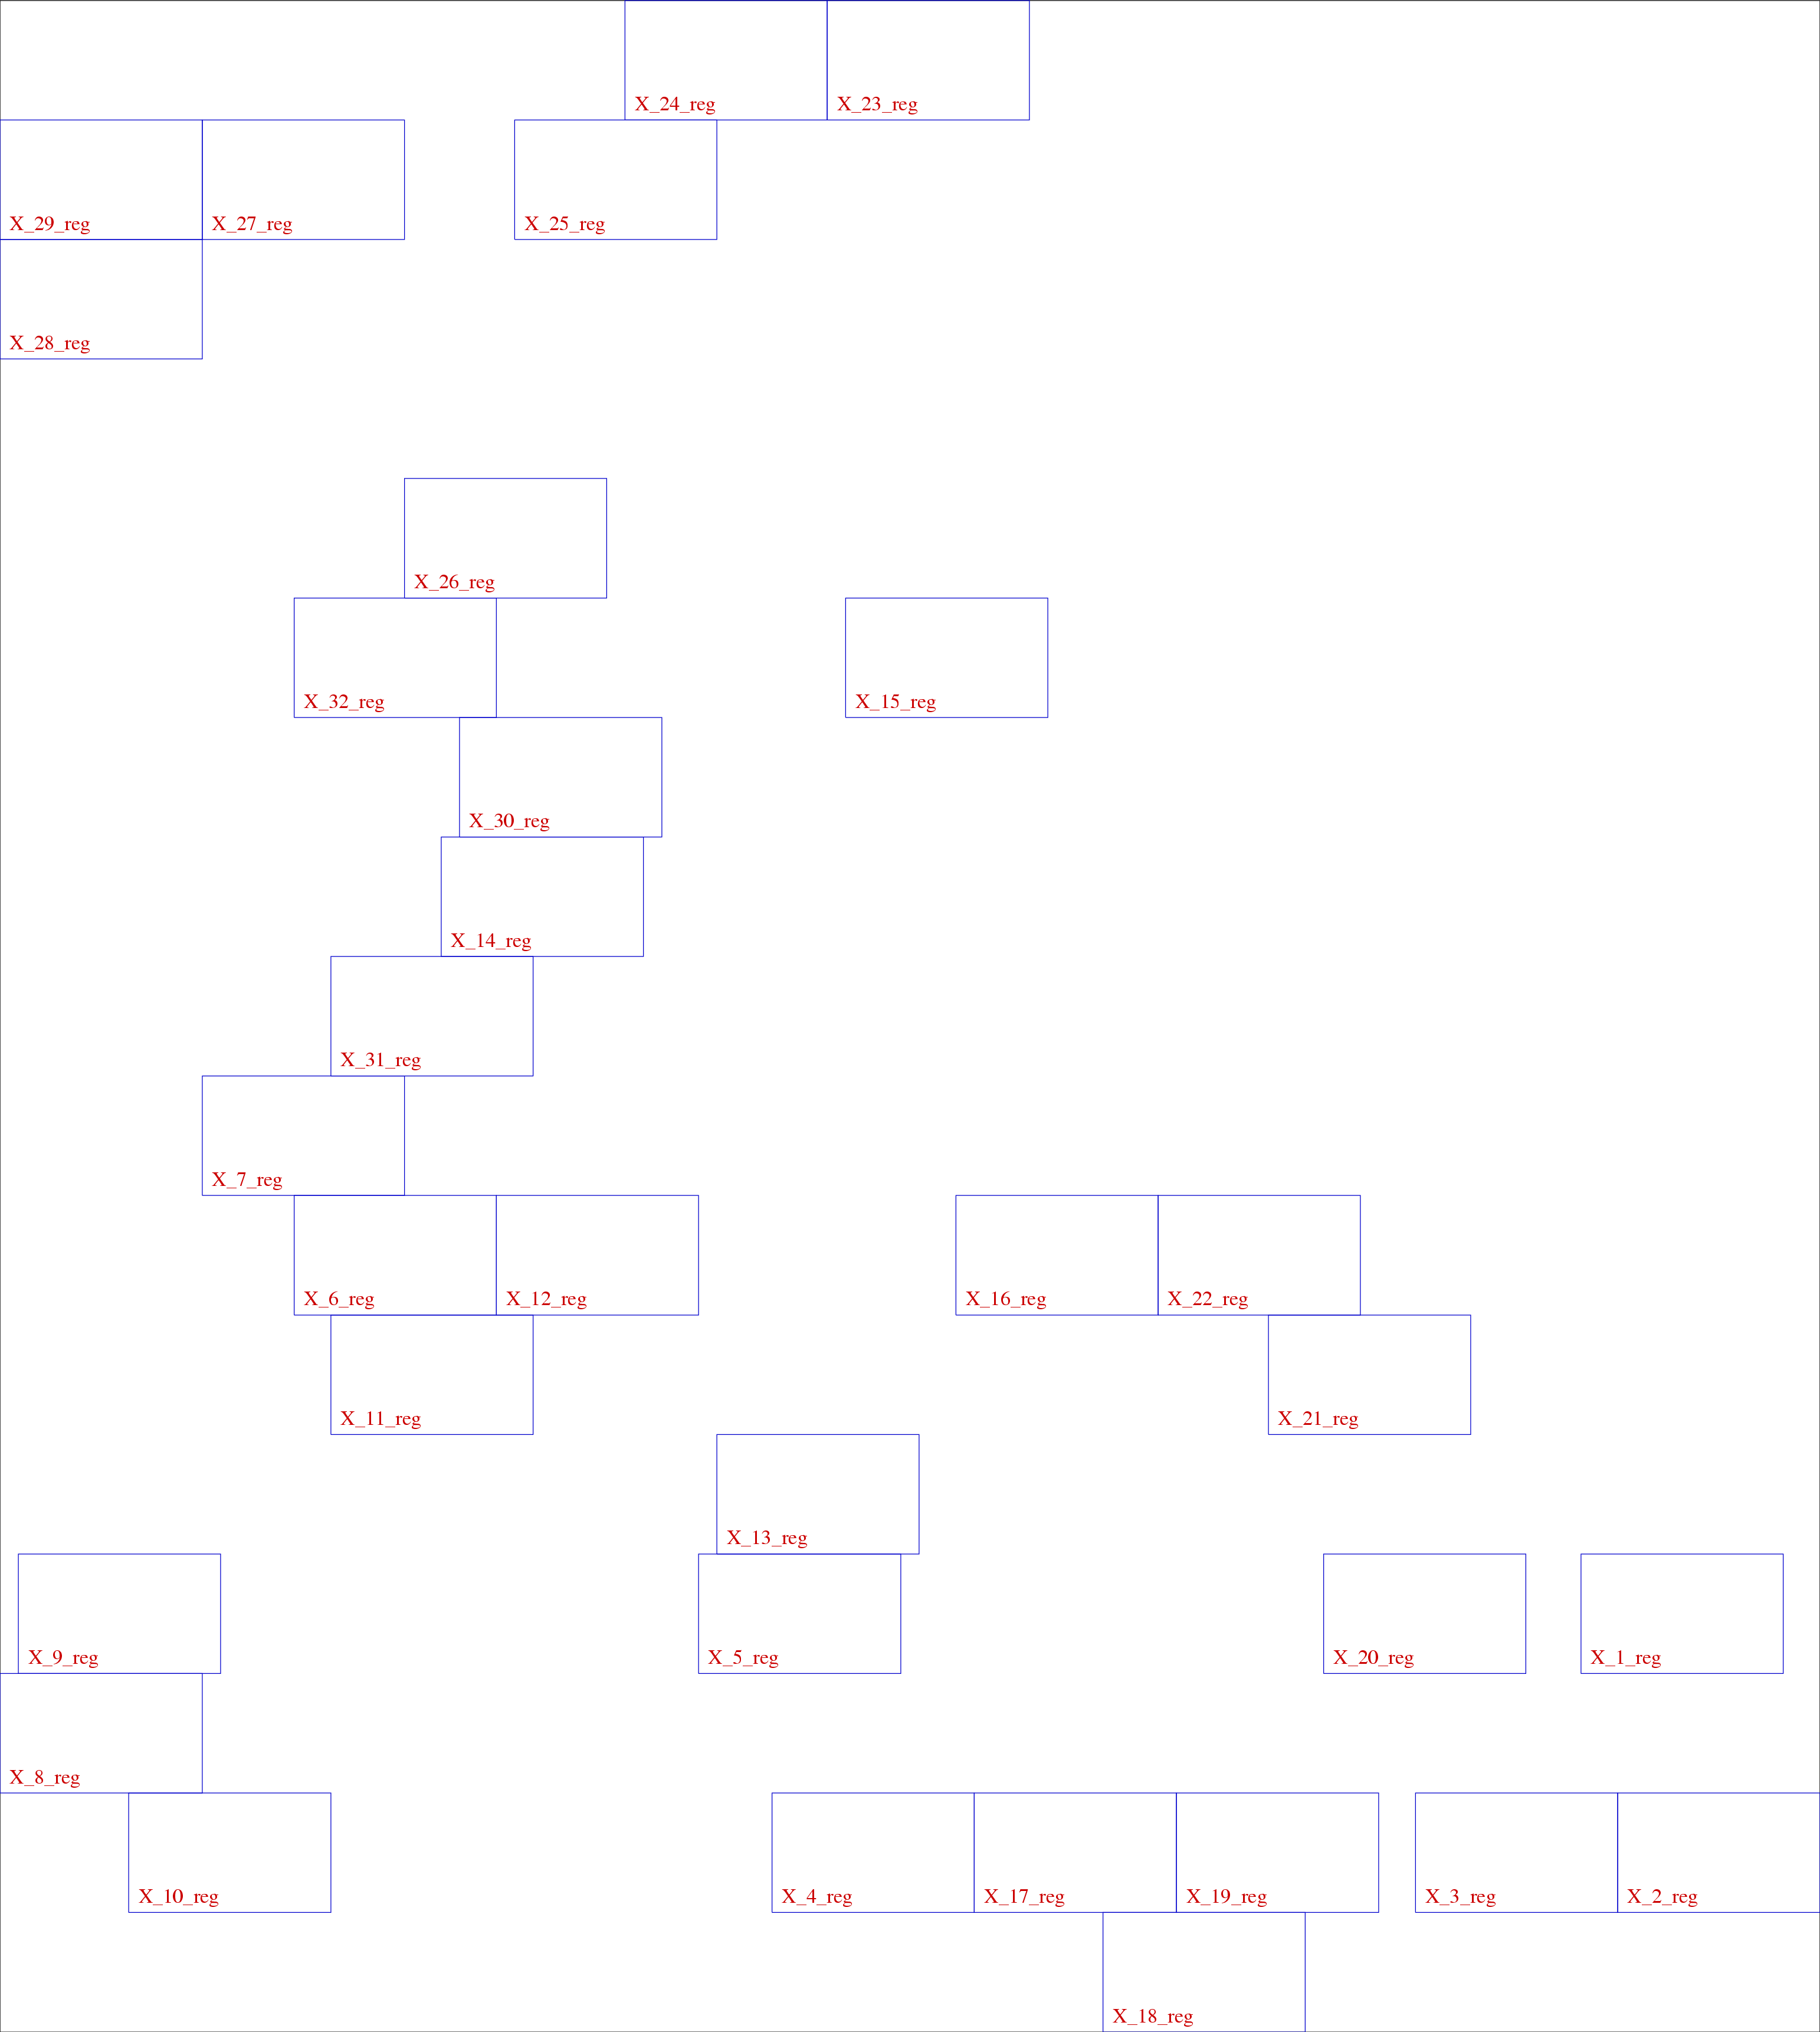 X_24_reg X_23_reg
X_29_reg X_27_reg X_25_reg
X_28_reg
X_26_reg
X_32_reg X_15_reg
X_30_reg
X_14_reg
X_31_reg
X_7_reg
X_6_reg X_12_reg X_16_reg X_22_reg
X_11_reg X_21_reg
X_13_reg
X_9_reg X_5_reg X_20_reg X_1_reg
X_8_reg
X_10_reg X_4_reg X_17_reg X_19_reg X_3_reg X_2_reg
X_18_reg